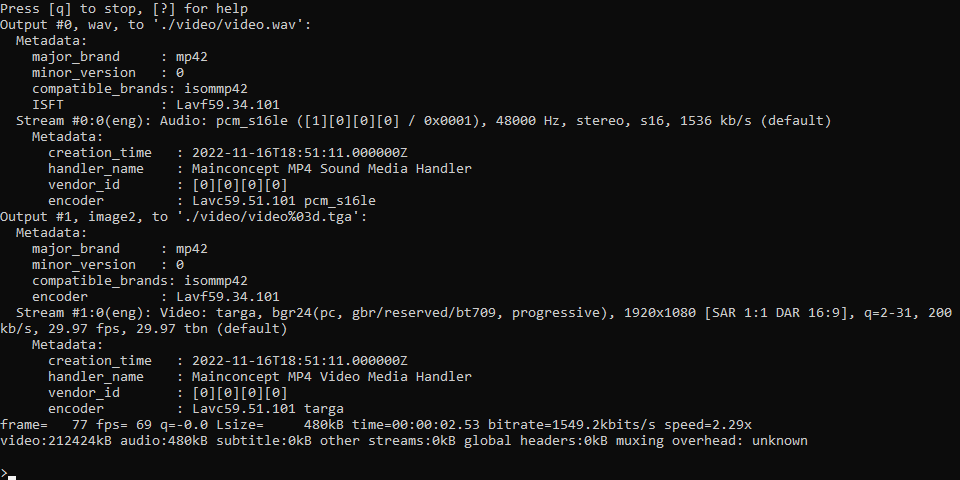 Press [q] to stop, [?] for help
Output #0, wav, to './video/video.wav':
  Metadata:
    major_brand     : mp42
    minor_version   : 0
    compatible_brands: isommp42
    ISFT            : Lavf59.34.101
  Stream #0:0(eng): Audio: pcm_s16le ([1][0][0][0] / 0x0001), 48000 Hz, stereo, s16, 1536 kb/s (default)
    Metadata:
      creation_time   : 2022-11-16T18:51:11.000000Z
      handler_name    : Mainconcept MP4 Sound Media Handler
      vendor_id       : [0][0][0][0]
      encoder         : Lavc59.51.101 pcm_s16le
Output #1, image2, to './video/video%03d.tga':
  Metadata:
    major_brand     : mp42
    minor_version   : 0
    compatible_brands: isommp42
    encoder         : Lavf59.34.101
  Stream #1:0(eng): Video: targa, bgr24(pc, gbr/reserved/bt709, progressive), 1920x1080 [SAR 1:1 DAR 16:9], q=2-31, 200
kb/s, 29.97 fps, 29.97 tbn (default)
    Metadata:
      creation_time   : 2022-11-16T18:51:11.000000Z
      handler_name    : Mainconcept MP4 Video Media Handler
      vendor_id       : [0][0][0][0]
      encoder         : Lavc59.51.101 targa
frame=   77 fps= 69 q=-0.0 Lsize=     480kB time=00:00:02.53 bitrate=1549.2kbits/s speed=2.29x
video:212424kB audio:480kB subtitle:0kB other streams:0kB global headers:0kB muxing overhead: unknown
>